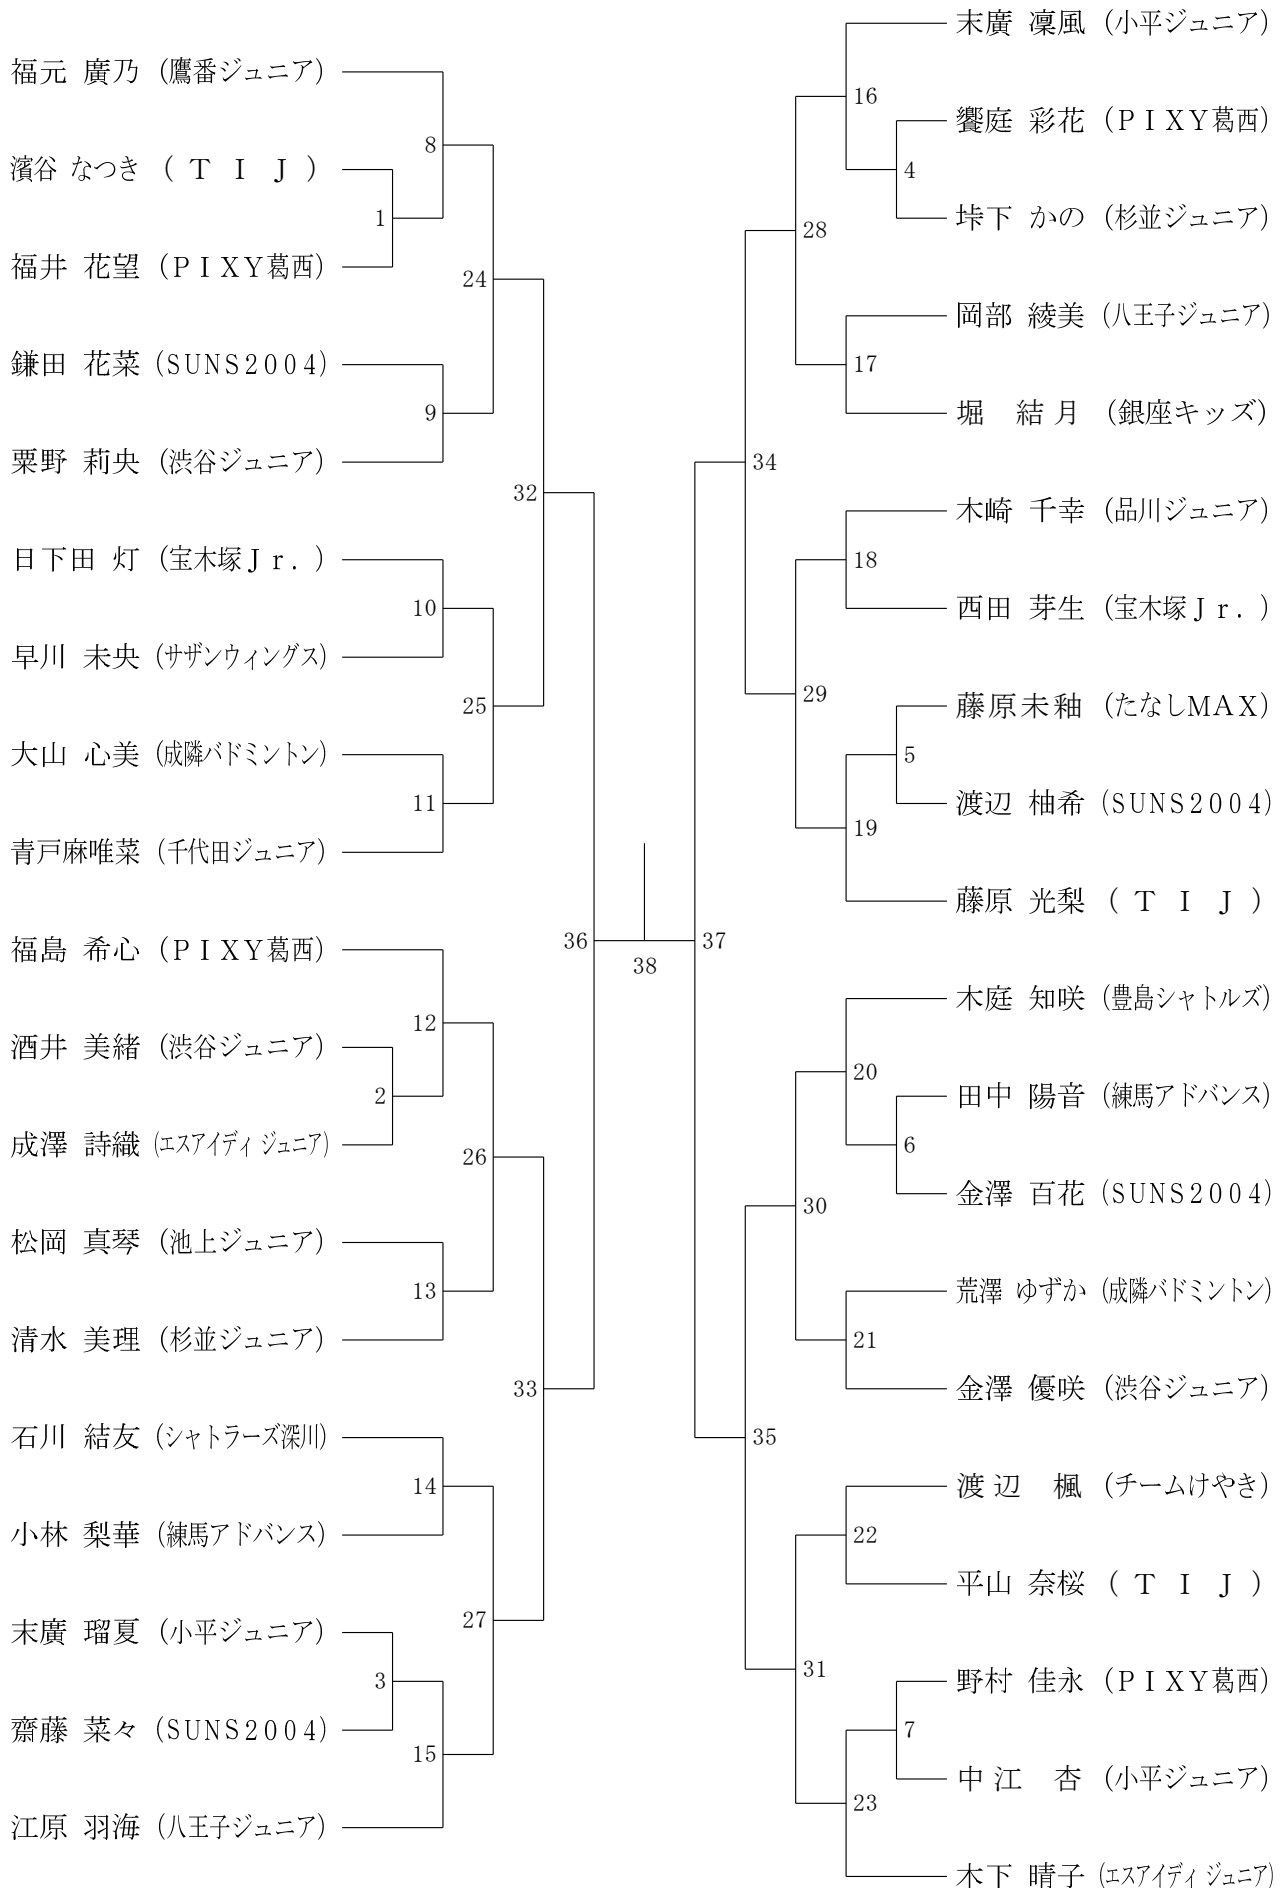 福元 廣乃 (鷹番ジュニア)
濱谷 なつき (ＴＩＪ)
福井 花望 (ＰＩＸＹ葛西)
鎌田 花菜 (SUNS2004)
粟野 莉央 (渋谷ジュニア)
日下田 灯 (宝木塚Ｊｒ．)
早川 未央 (サザンウィングス)
大山 心美 (成隣バドミントン)
青戸麻唯菜 (千代田ジュニア)
福島 希心 (ＰＩＸＹ葛西)
酒井 美緒 (渋谷ジュニア)
成澤 詩織 (エスアイディ ジュニア)
松岡 真琴 (池上ジュニア)
清水 美理 (杉並ジュニア)
石川 結友 (シャトラーズ深川)
小林 梨華 (練馬アドバンス)
末廣 瑠夏 (小平ジュニア)
齋藤 菜々 (SUNS2004)
江原 羽海 (八王子ジュニア)
1
2
3
8
9
10
11
12
13
14
15
24
25
26
27
32
33
36
38
37
34
35
28
29
30
31
16
17
18
19
20
21
22
23
4
5
6
7
末廣 凜風 (小平ジュニア)
饗庭 彩花 (ＰＩＸＹ葛西)
垰下 かの (杉並ジュニア)
岡部 綾美 (八王子ジュニア)
堀 結月 (銀座キッズ)
木崎 千幸 (品川ジュニア)
西田 芽生 (宝木塚Ｊｒ．)
藤原未釉 (たなしMAX)
渡辺 柚希 (SUNS2004)
藤原 光梨 (ＴＩＪ)
木庭 知咲 (豊島シャトルズ)
田中 陽音 (練馬アドバンス)
金澤 百花 (SUNS2004)
荒澤 ゆずか (成隣バドミントン)
金澤 優咲 (渋谷ジュニア)
渡辺 楓 (チームけやき)
平山 奈桜 (ＴＩＪ)
野村 佳永 (ＰＩＸＹ葛西)
中江 杏 (小平ジュニア)
木下 晴子 (エスアイディ ジュニア)